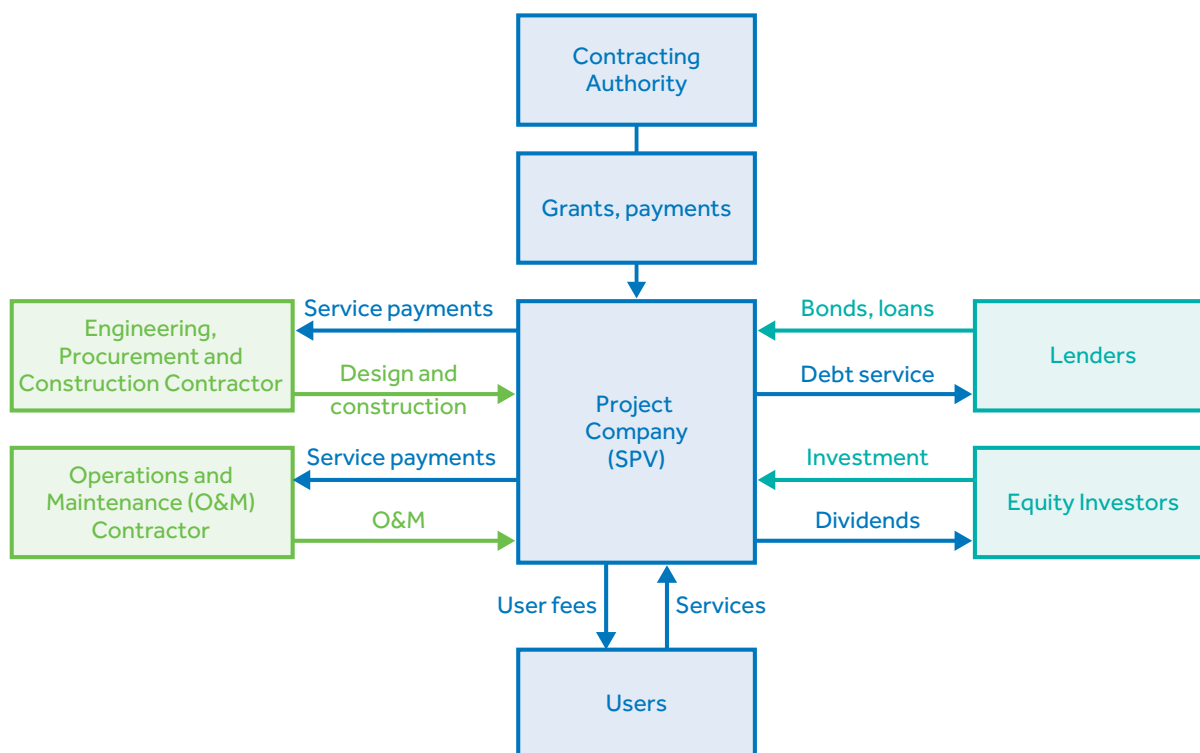 Contracting
Authority
Grants, payments
Service payments
Engineering,
Procurement and
Construction Contractor
Design and
construction
Service payments
Operations and
Maintenance (O&M)
Contractor
O&M
Project
Company
(SPV)
Bonds, loans
Lenders
Debt service
Investment
Equity Investors
Dividends
User fees
Services
Users